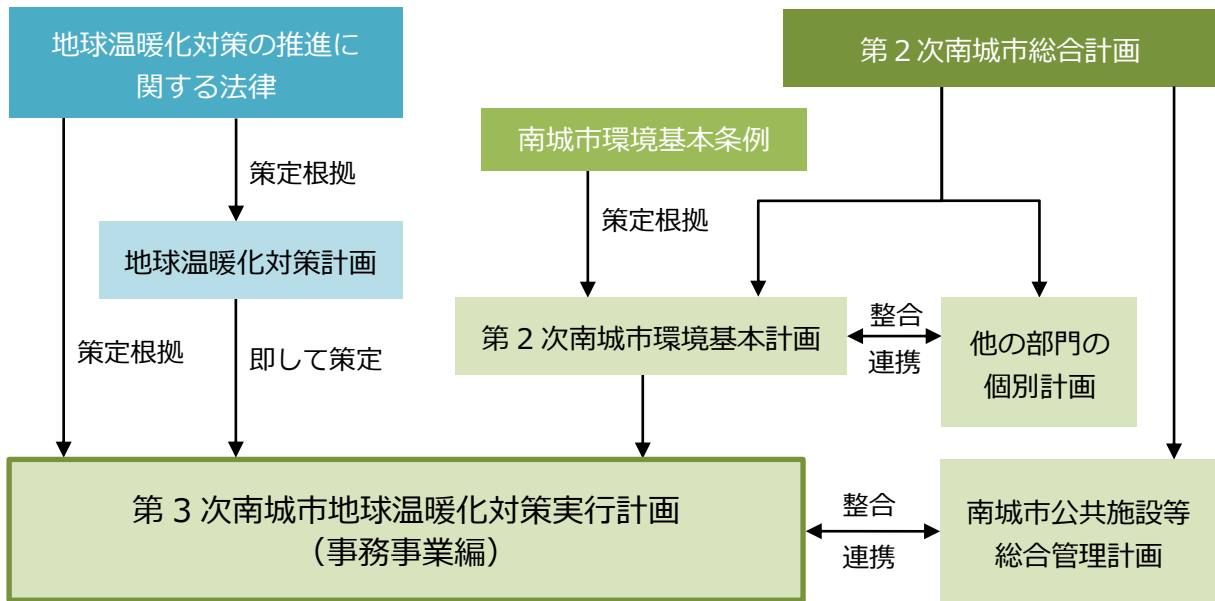 地球温暖化対策の推進に
関する法律
第２次南城市総合計画
南城市環境基本条例
策定根拠
策定根拠
地球温暖化対策計画
第２次南城市環境基本計画
整合
連携
他の部門の
個別計画
策定根拠
即して策定
第３次南城市地球温暖化対策実行計画
（事務事業編）
整合
連携
南城市公共施設等
総合管理計画